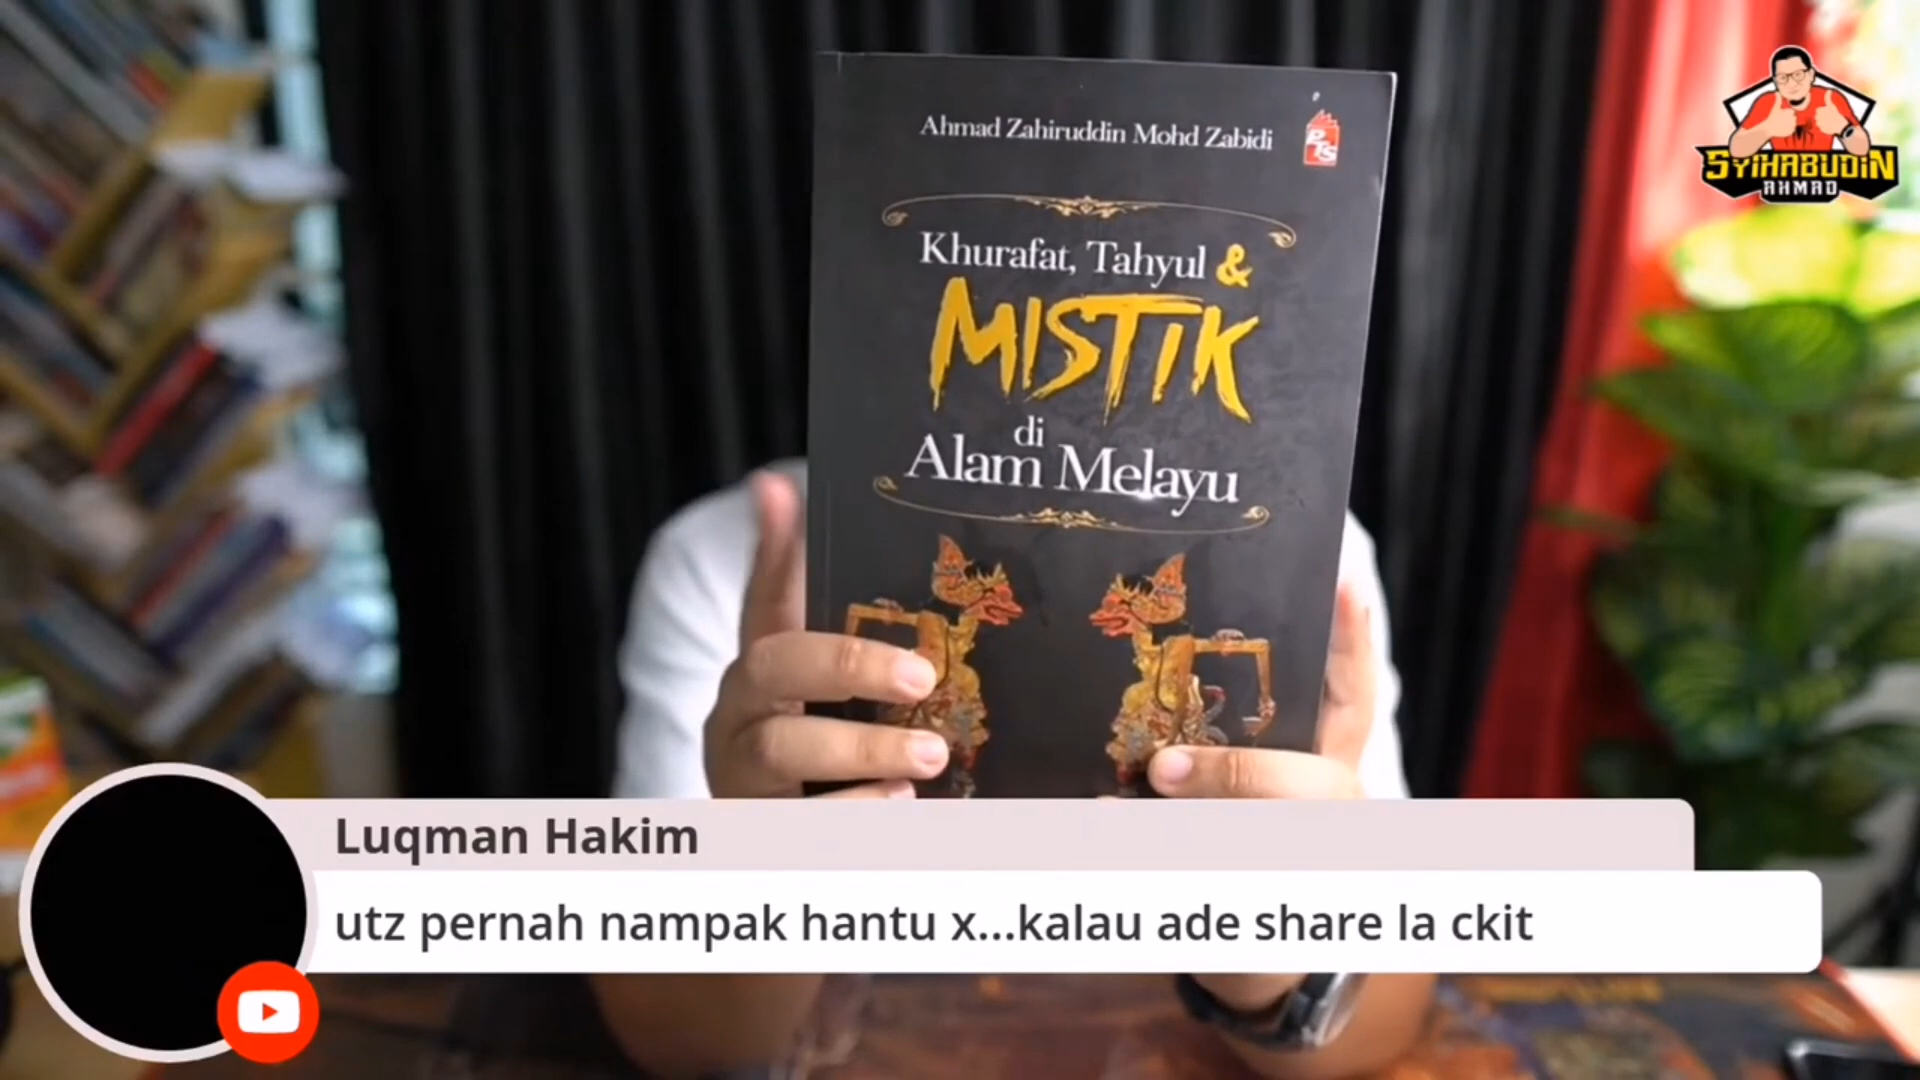 Ahmad Zahiruddin Mohd Zabidi
PTS
Khurafat, Tahyul &
MISTIK
di
Alam Melayu
SYIHABUDIN
AHMAD
Luqman Hakim
utz pernah nampak hantu x...kalau ade share la ckit